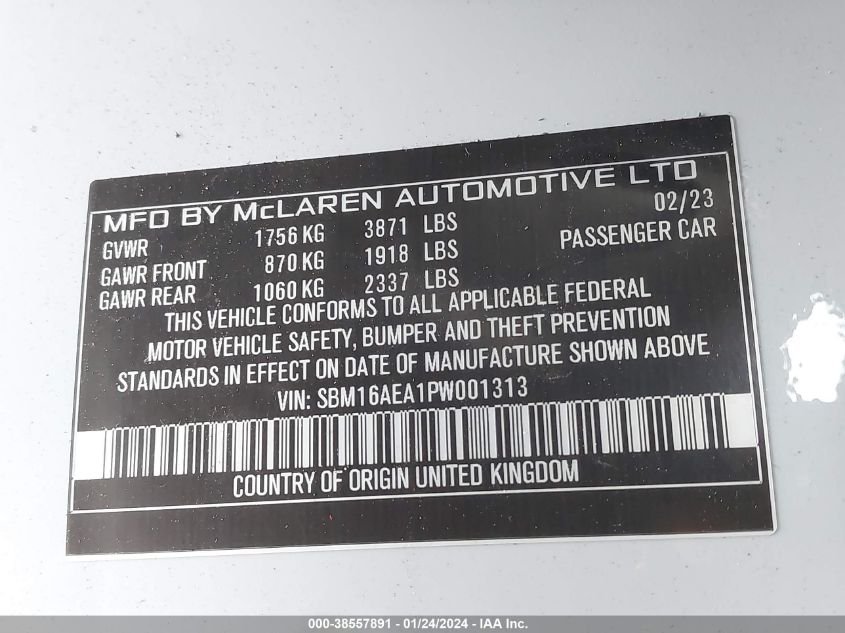 MFD BY McLAREN AUTOMOTIVE LTD
GVWR 1756 KG 3871 LBS 02/23
GAWR FRONT 870 KG 1918 LBS PASSENGER CAR
GAWR REAR 1060 KG 2337 LBS
THIS VEHICLE CONFORMS TO ALL APPLICABLE FEDERAL
MOTOR VEHICLE SAFETY, BUMPER AND THEFT PREVENTION
STANDARDS IN EFFECT ON DATE OF MANUFACTURE SHOWN ABOVE
VIN: SBM16AEA1PW001313
COUNTRY OF ORIGIN UNITED KINGDOM
000-38557891 - 01/24/2024 - IAA Inc.